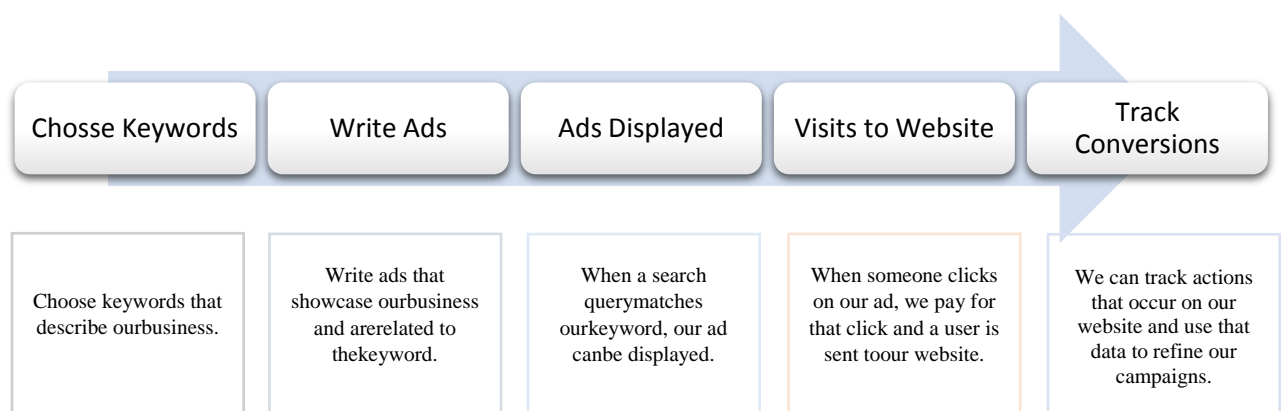 Chosse Keywords
Write Ads
Ads Displayed
Visits to Website
Track
Conversions
Choose keywords that
describe ourbusiness.
Write ads that
showcase ourbusiness
and arerelated to
thekeyword.
When a search
querymatches
ourkeyword, our ad
canbe displayed.
When someone clicks
on our ad, we pay for
that click and a user is
sent toour website.
We can track actions
that occur on our
website and use that
data to refine our
campaigns.